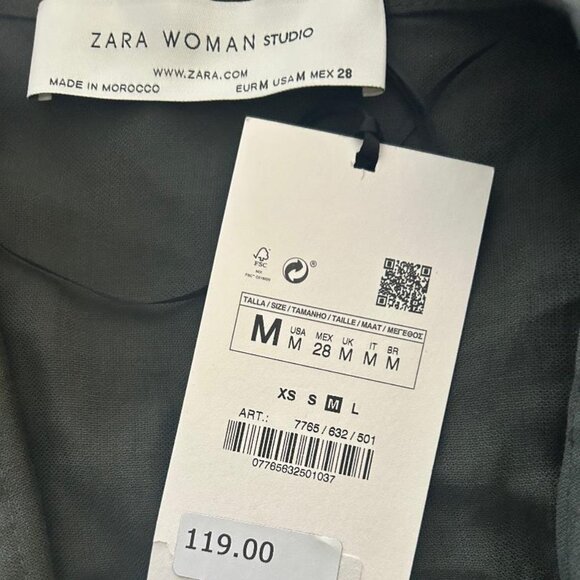 ZARA WOMAN STUDIO
WWW.ZARA.COM
MADE IN MOROCCO EUR M USA M MEX 28
FSC
MIX
®
TALLA / SIZE / TAMANHO / TAILLE / MAAT / ΜΕΓΕΘΟΣ
M USA M MEX 28 UK M IT M BR M
XS S M L
ART.: 7765 / 632 / 501
07765632501037
119.00